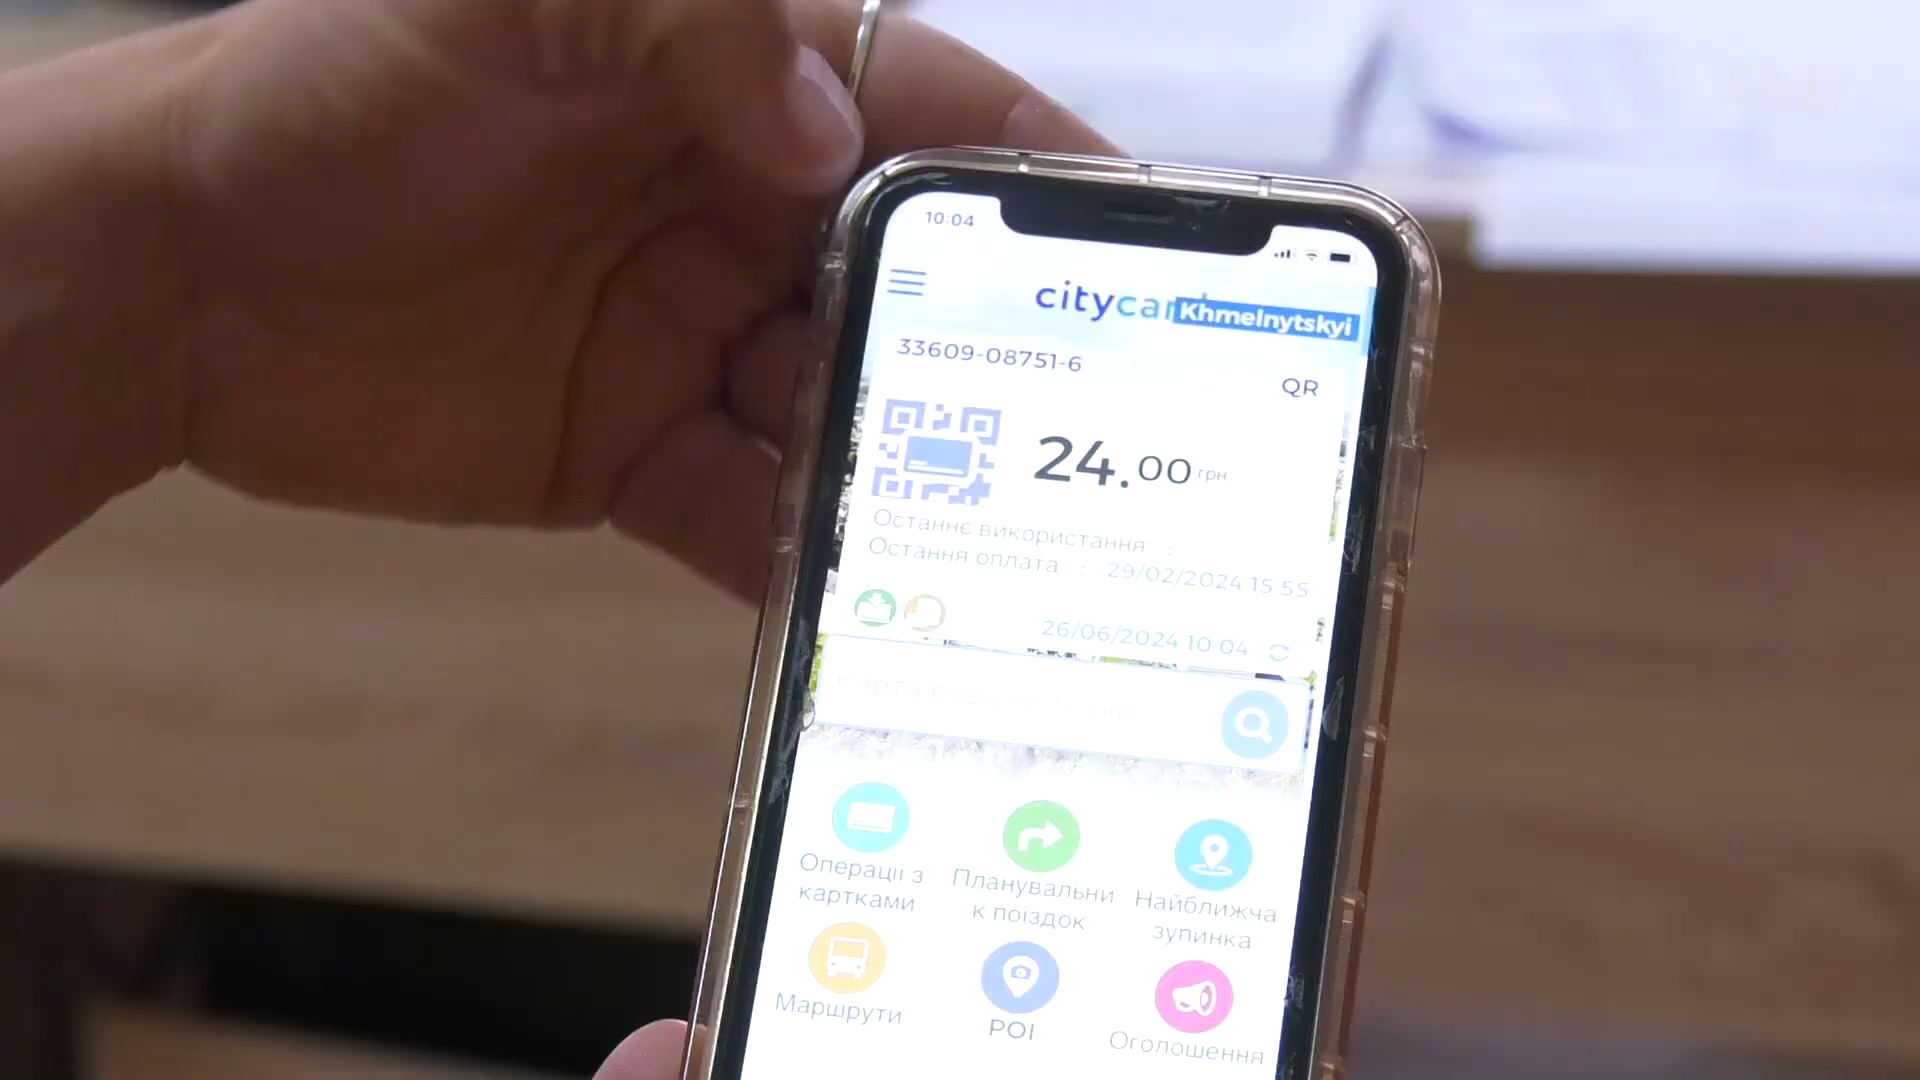 10:04
citycar
Khmelnytskyi
33609-08751-6
QR
24.00 грн
Останнє використання :
Остання оплата : 29/02/2024 15 55
26/06/2024 10 04
Операції з
картками
Планувальни
к поїздок
Найближча
зупинка
Маршрути
POI
Оголошення